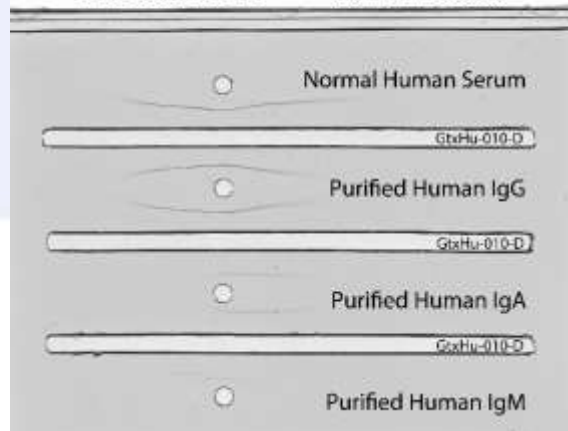 Normal Human Serum
GtxHu-010-D
Purified Human IgG
GtxHu-010-D
Purified Human IgA
GtxHu-010-D
Purified Human IgM